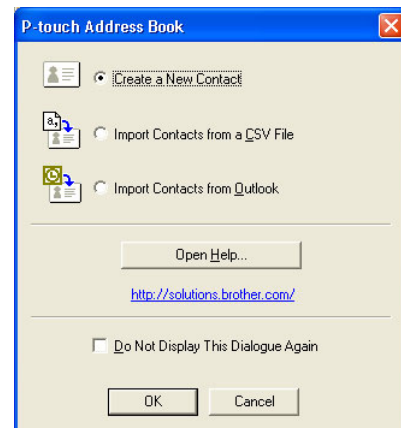 P-touch Address Book
Create a New Contact
a,
Import Contacts from a CSV File
Import Contacts from Outlook
Open Help...
http://solutions.brother.com/
Do Not Display This Dialogue Again
OK
Cancel